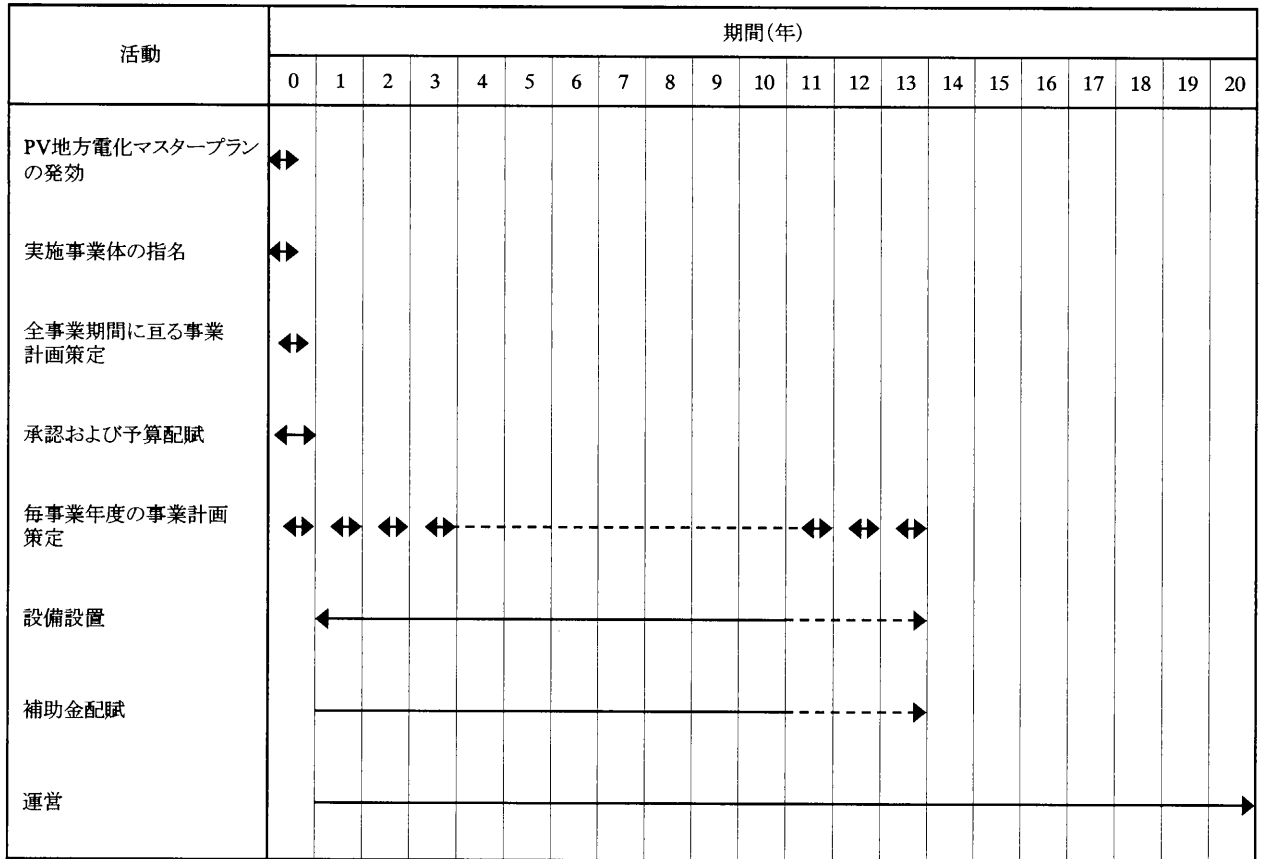 活動
期間(年)
0 1 2 3 4 5 6 7 8 9 10 11 12 13 14 15 16 17 18 19 20
PV地方電化マスタープラン
の発効
実施事業体の指名
全事業期間に亘る事業
計画策定
承認および予算配賦
毎事業年度の事業計画
策定
設備設置
補助金配賦
運営